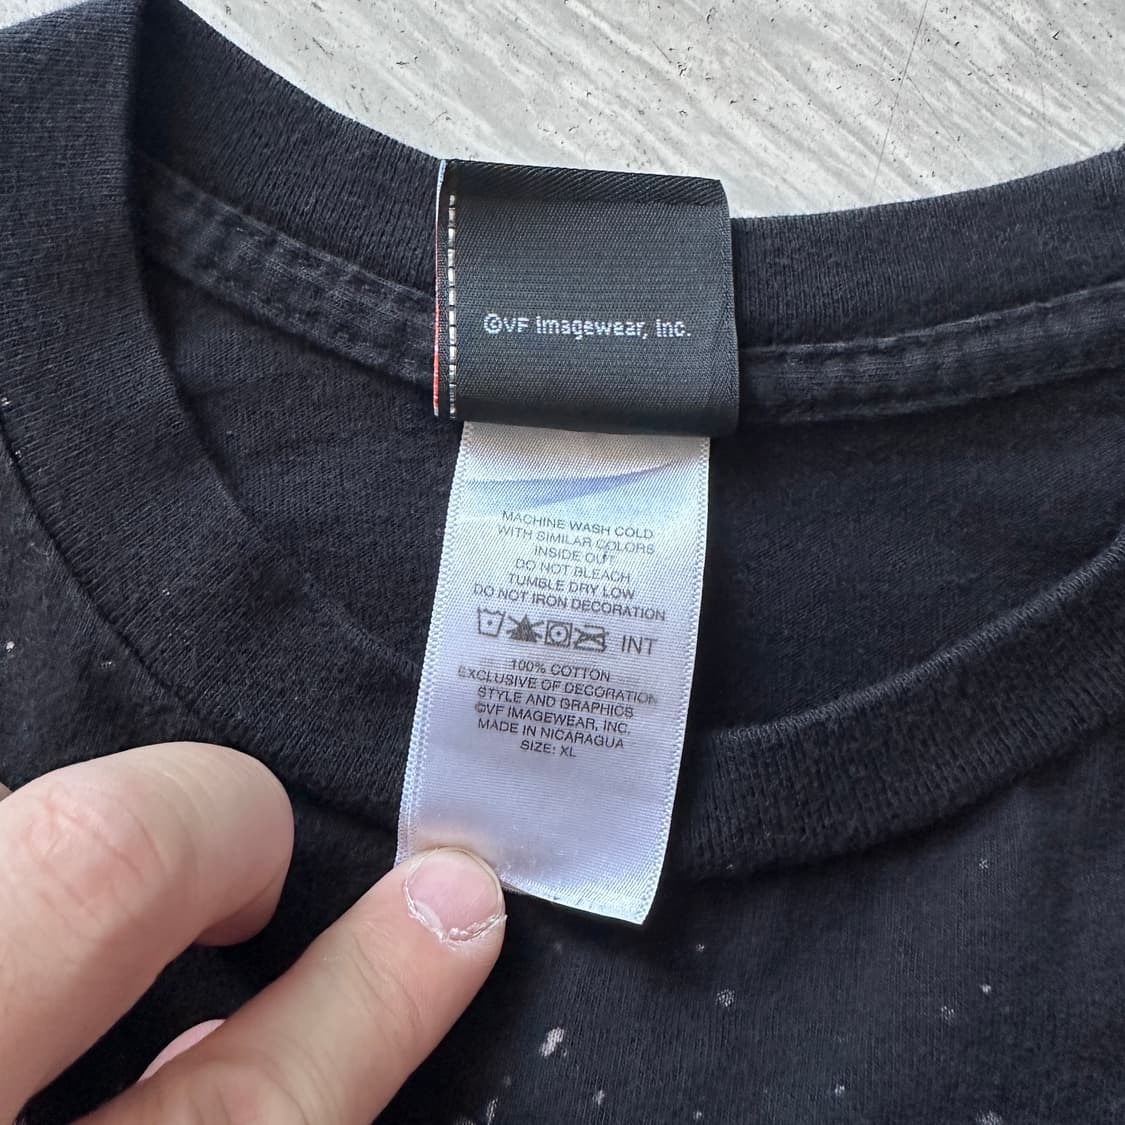 ©VF Imagewear, Inc.
MACHINE WASH COLD
WITH SIMILAR COLORS
INSIDE OUT
DO NOT BLEACH
TUMBLE DRY LOW
DO NOT IRON DECORATION
INT
100% COTTON
EXCLUSIVE OF DECORATION
STYLE AND GRAPHICS
©VF IMAGEWEAR, INC.
MADE IN NICARAGUA
SIZE: XL